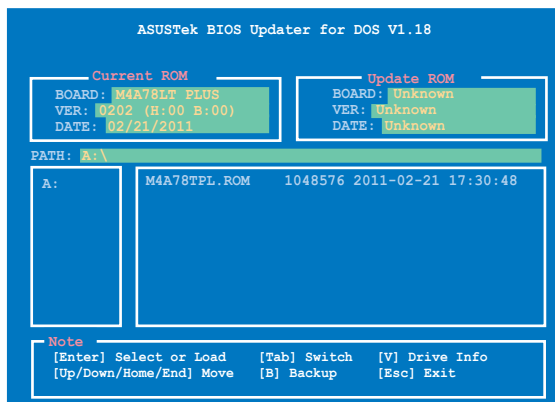 ASUSTek BIOS Updater for DOS V1.18
Current ROM
BOARD: M4A78LT PLUS
VER: 0202 (H:00 B:00)
DATE: 02/21/2011
Update ROM
BOARD: Unknown
VER: Unknown
DATE: Unknown
PATH: A:\
A:
M4A78TPL.ROM 1048576 2011-02-21 17:30:48
Note
[Enter] Select or Load [Tab] Switch [V] Drive Info
[Up/Down/Home/End] Move [B] Backup [Esc] Exit